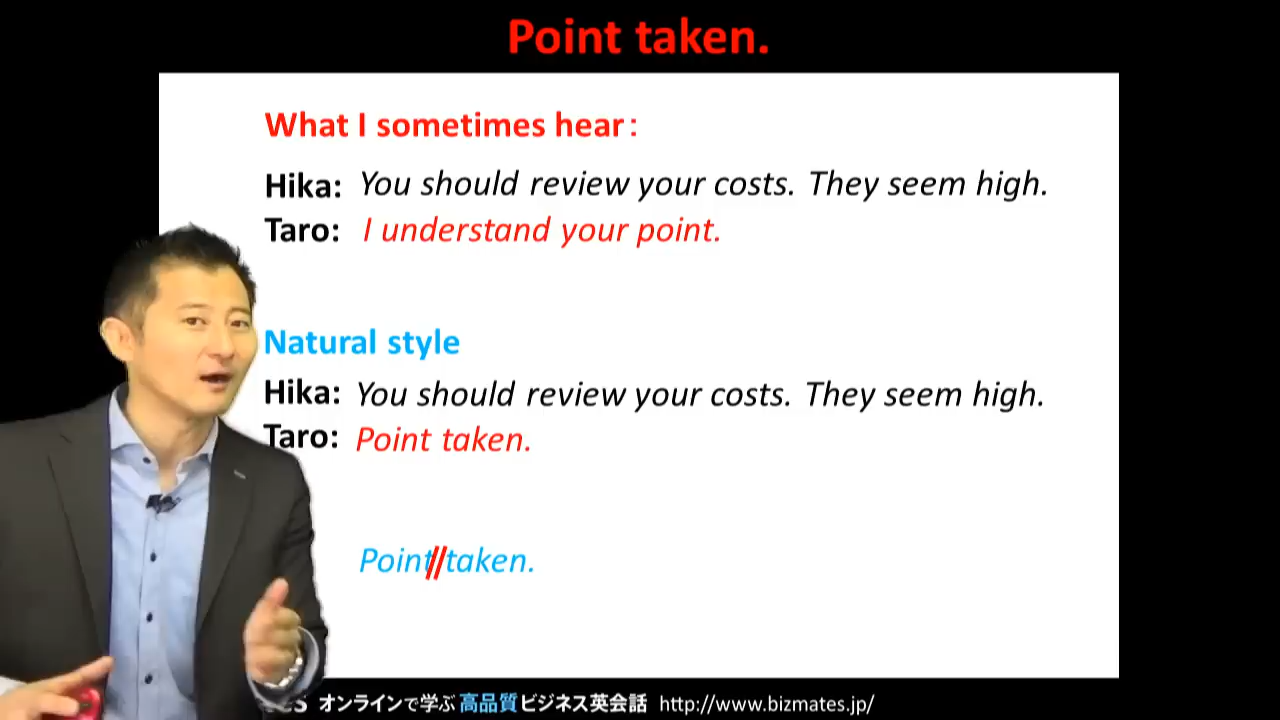 Point taken.
What I sometimes hear:
Hika: You should review your costs. They seem high.
Taro: I understand your point.
Natural style
Hika: You should review your costs. They seem high.
Taro: Point taken.
Point//taken.
オンラインで学ぶ高品質ビジネス英会話 http://www.bizmates.jp/